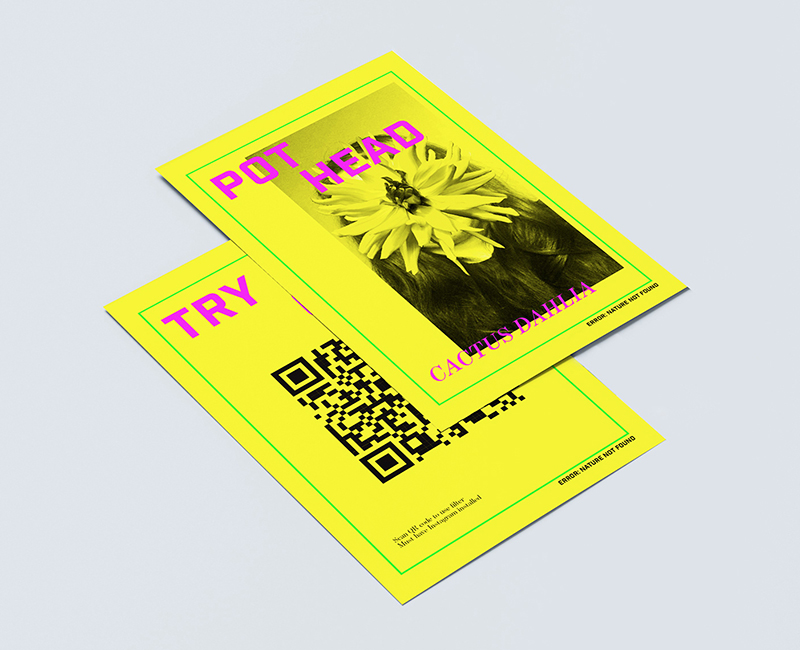 POT
HEAD
CACTUS DAHLIA
ERROR: NATURE NOT FOUND
TRY
ERROR: NATURE NOT FOUND
Scan QR code to use filter
Must have Instagram installed